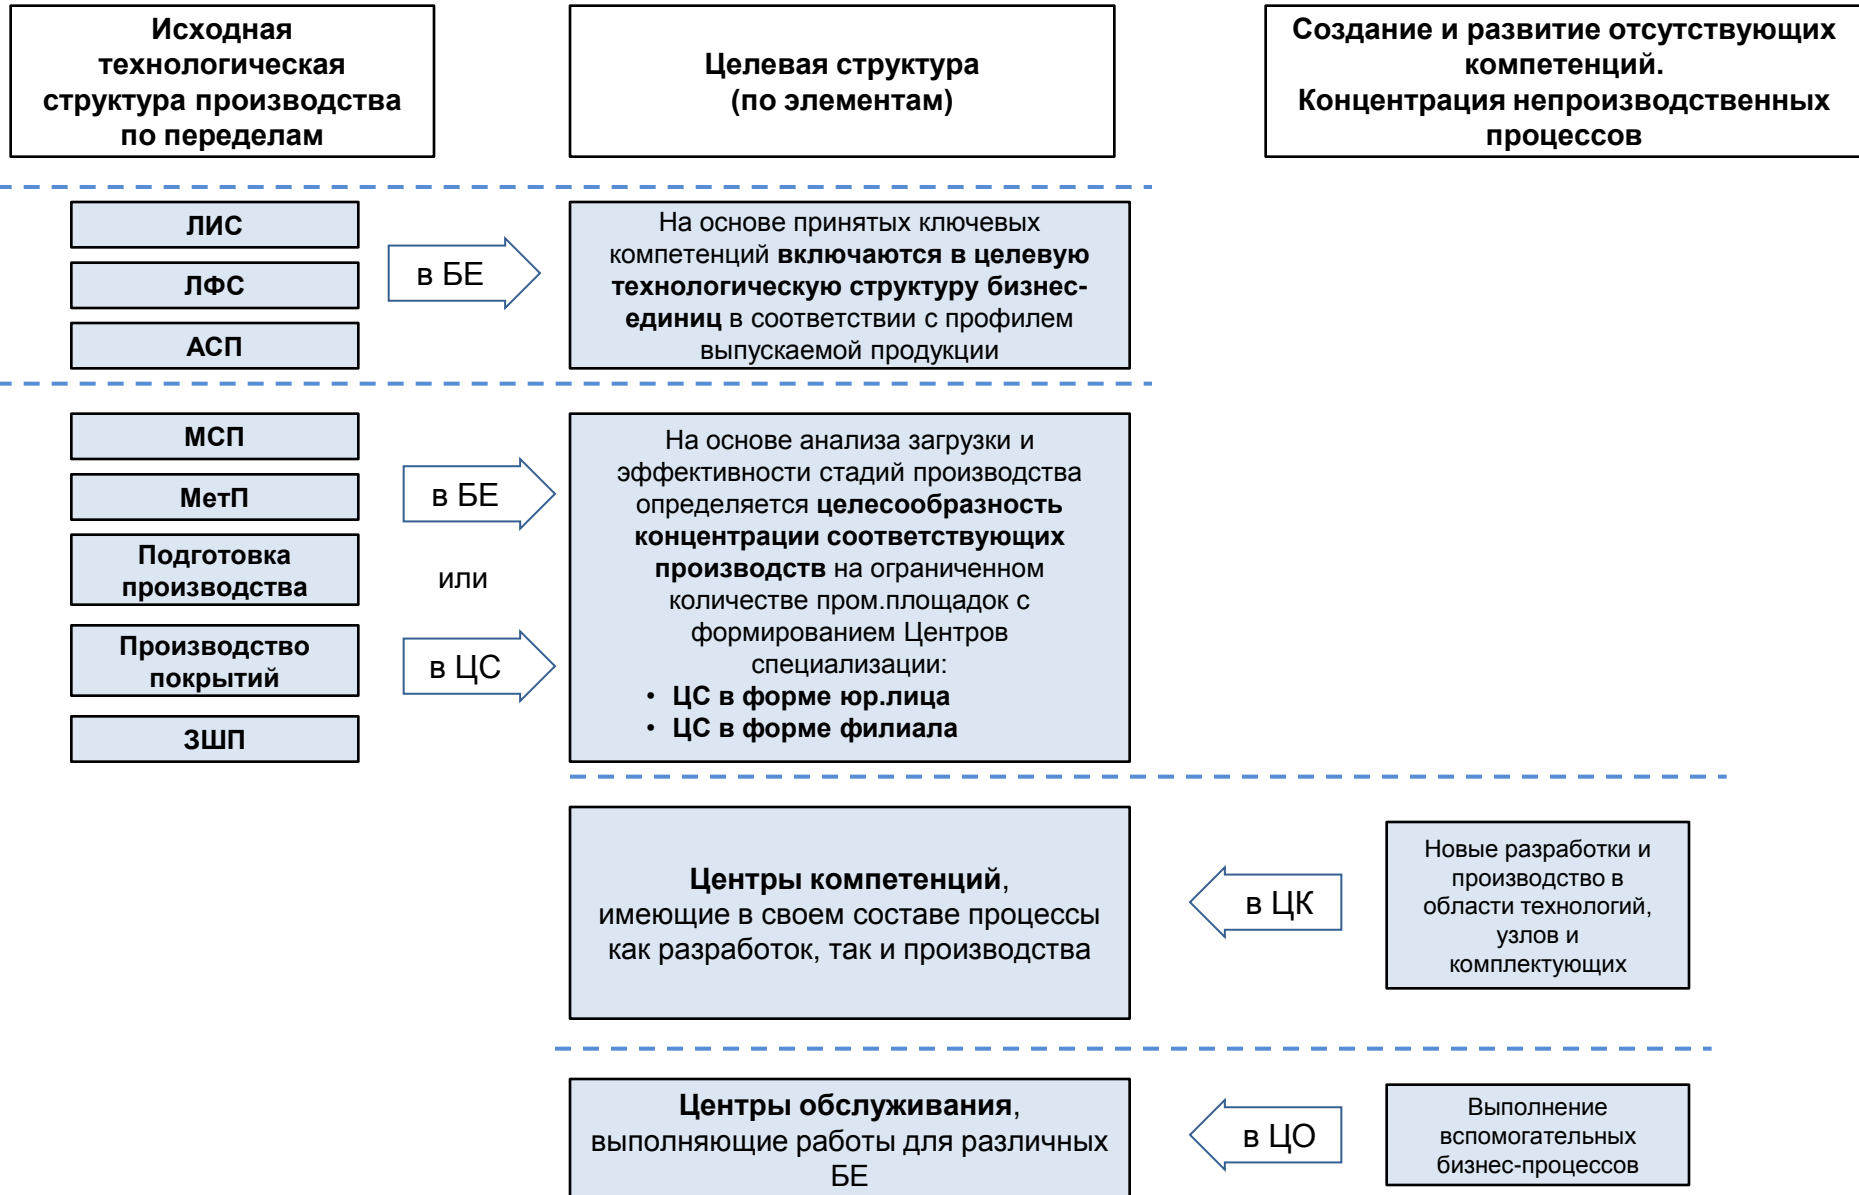 Исходная
технологическая
структура производства
по переделам
Целевая структура
(по элементам)
Создание и развитие отсутствующих
компетенций.
Концентрация непроизводственных
процессов
ЛИС
ЛФС
АСП
в БЕ
На основе принятых ключевых
компетенций включаются в целевую
технологическую структуру бизнес-
единиц в соответствии с профилем
выпускаемой продукции
МСП
МетП
Подготовка
производства
Производство
покрытий
ЗШП
в БЕ
или
в ЦС
На основе анализа загрузки и
эффективности стадий производства
определяется целесообразность
концентрации соответствующих
производств на ограниченном
количестве пром.площадок с
формированием Центров
специализации:
• ЦС в форме юр.лица
• ЦС в форме филиала
Центры компетенций,
имеющие в своем составе процессы
как разработок, так и производства
в ЦК
Новые разработки и
производство в
области технологий,
узлов и
комплектующих
Центры обслуживания,
выполняющие работы для различных
БЕ
в ЦО
Выполнение
вспомогательных
бизнес-процессов